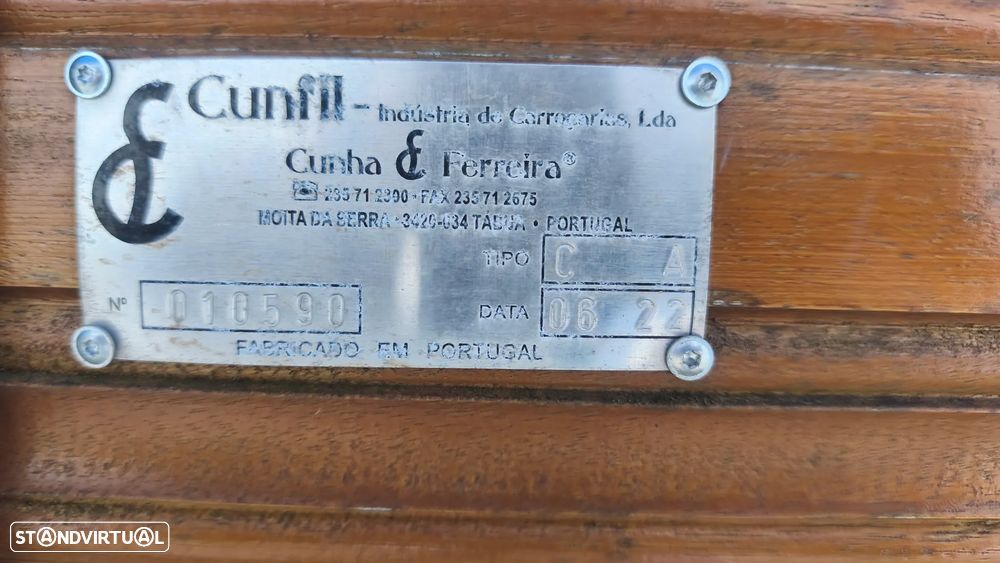 Cunfil - Indústria de Carroçarias, Lda
Cunha & Ferreira®
☎ 235 71 2300 • FAX 235 71 2675
MOITA DA SERRA • 3420-034 TÁBUA • PORTUGAL
TIPO C A
Nº 010590 DATA 06 22
FABRICADO EM PORTUGAL
STANDVIRTUAL